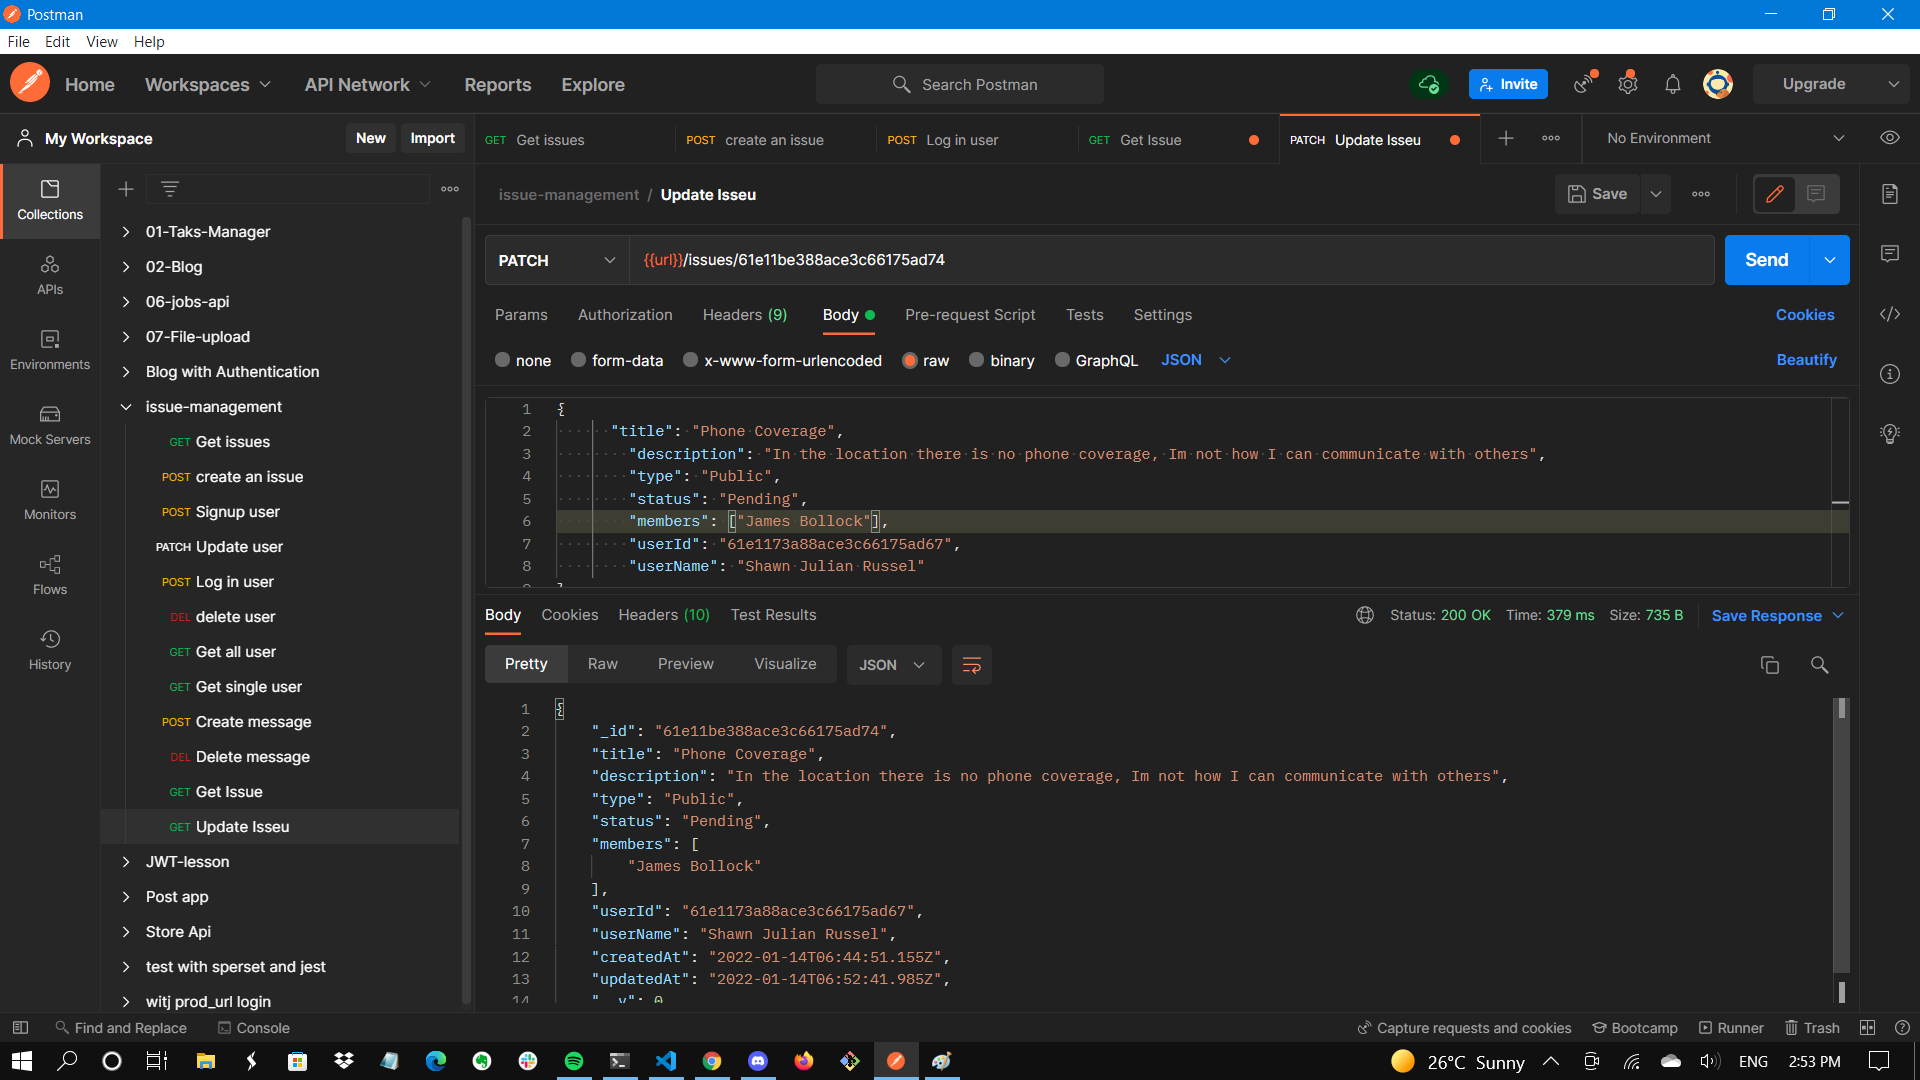 Postman
File Edit View Help
Home Workspaces API Network Reports Explore Search Postman Invite Upgrade
My Workspace New Import
GET Get issues POST create an issue POST Log in user GET Get Issue PATCH Update Isseu No Environment
issue-management / Update Isseu Save
PATCH {{url}}/issues/61e11be388ace3c66175ad74 Send
Params Authorization Headers (9) Body Pre-request Script Tests Settings Cookies
none form-data x-www-form-urlencoded raw binary GraphQL JSON Beautify
Collections
APIs
Environments
Mock Servers
Monitors
Flows
History
01-Taks-Manager
02-Blog
06-jobs-api
07-File-upload
Blog with Authentication
issue-management
GET Get issues
POST create an issue
POST Signup user
PATCH Update user
POST Log in user
DEL delete user
GET Get all user
GET Get single user
POST Create message
DEL Delete message
GET Get Issue
GET Update Isseu
JWT-lesson
Post app
Store Api
test with sperset and jest
witj prod_url login
1 {
2 "title": "Phone Coverage",
3 "description": "In the location there is no phone coverage, Im not how I can communicate with others",
4 "type": "Public",
5 "status": "Pending",
6 "members": ["James Bollock"],
7 "userId": "61e1173a88ace3c66175ad67",
8 "userName": "Shawn Julian Russel"
Body Cookies Headers (10) Test Results Status: 200 OK Time: 379 ms Size: 735 B Save Response
Pretty Raw Preview Visualize JSON
1 {
2 "_id": "61e11be388ace3c66175ad74",
3 "title": "Phone Coverage",
4 "description": "In the location there is no phone coverage, Im not how I can communicate with others",
5 "type": "Public",
6 "status": "Pending",
7 "members": [
8 "James Bollock"
9 ],
10 "userId": "61e1173a88ace3c66175ad67",
11 "userName": "Shawn Julian Russel",
12 "createdAt": "2022-01-14T06:44:51.155Z",
13 "updatedAt": "2022-01-14T06:52:41.985Z",
14 "__v": 0
Find and Replace Console Capture requests and cookies Bootcamp Runner Trash
26°C Sunny ENG 2:53 PM